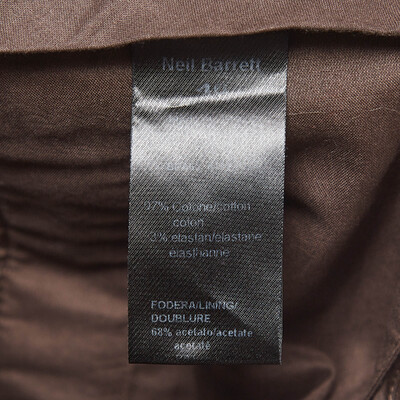 Neil Barrett
97% cotone/cotton
coton
3% elastan/elastane
elasthanne
FODERA/LINING/
DOUBLURE
68% acetato/acetate
acetate